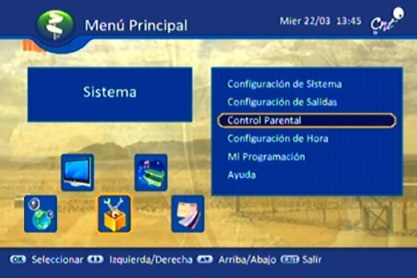 Menú Principal
Mier 22/03 13:45
Sistema
Configuración de Sistema
Configuración de Salidas
Control Parental
Configuración de Hora
Mi Programación
Ayuda
OK Seleccionar Izquierda/Derecha Arriba/Abajo EXIT Salir